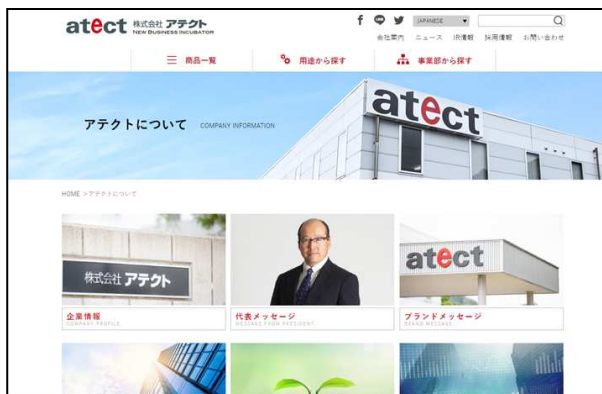 atect 株式会社 アテクト
NEW BUSINESS INCUBATOR
JAPANESE
会社案内 ニュース IR情報 採用情報 お問い合わせ
商品一覧 用途から探す 事業部から探す
アテクトについて COMPANY INFORMATION
atect
HOME >アテクトについて
株式会社 アテクト
atect
企業情報
COMPANY PROFILE
代表メッセージ
MESSAGE FROM PRESIDENT
ブランドメッセージ
BRAND MESSAGE